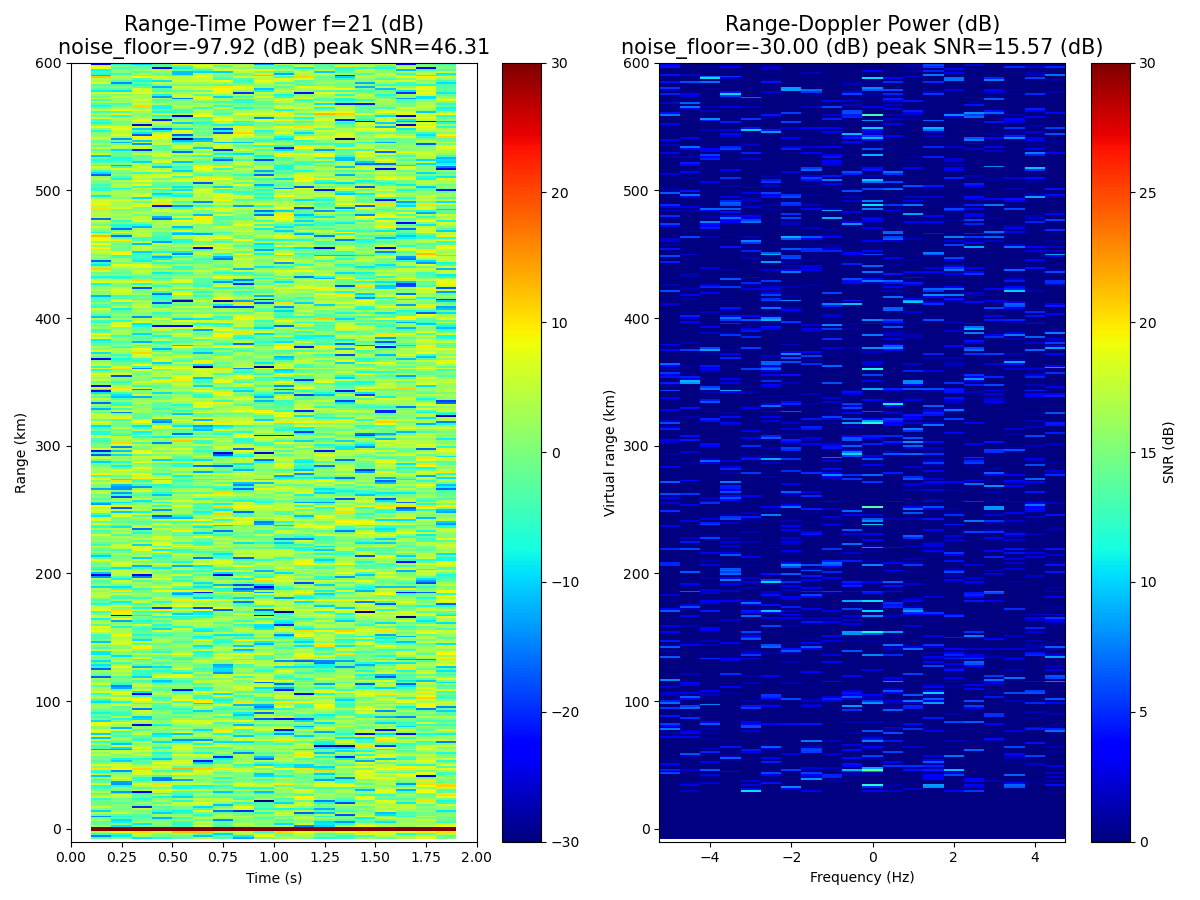 Range-Time Power f=21 (dB)
noise_floor=-97.92 (dB) peak SNR=46.31
600
500
400
300
200
100
0
Range (km)
0.00 0.25 0.50 0.75 1.00 1.25 1.50 1.75 2.00
Time (s)
30
20
10
0
−10
−20
−30
Range-Doppler Power (dB)
noise_floor=-30.00 (dB) peak SNR=15.57 (dB)
600
500
400
300
200
100
0
Virtual range (km)
−4 −2 0 2 4
Frequency (Hz)
30
25
20
15
10
5
0
SNR (dB)